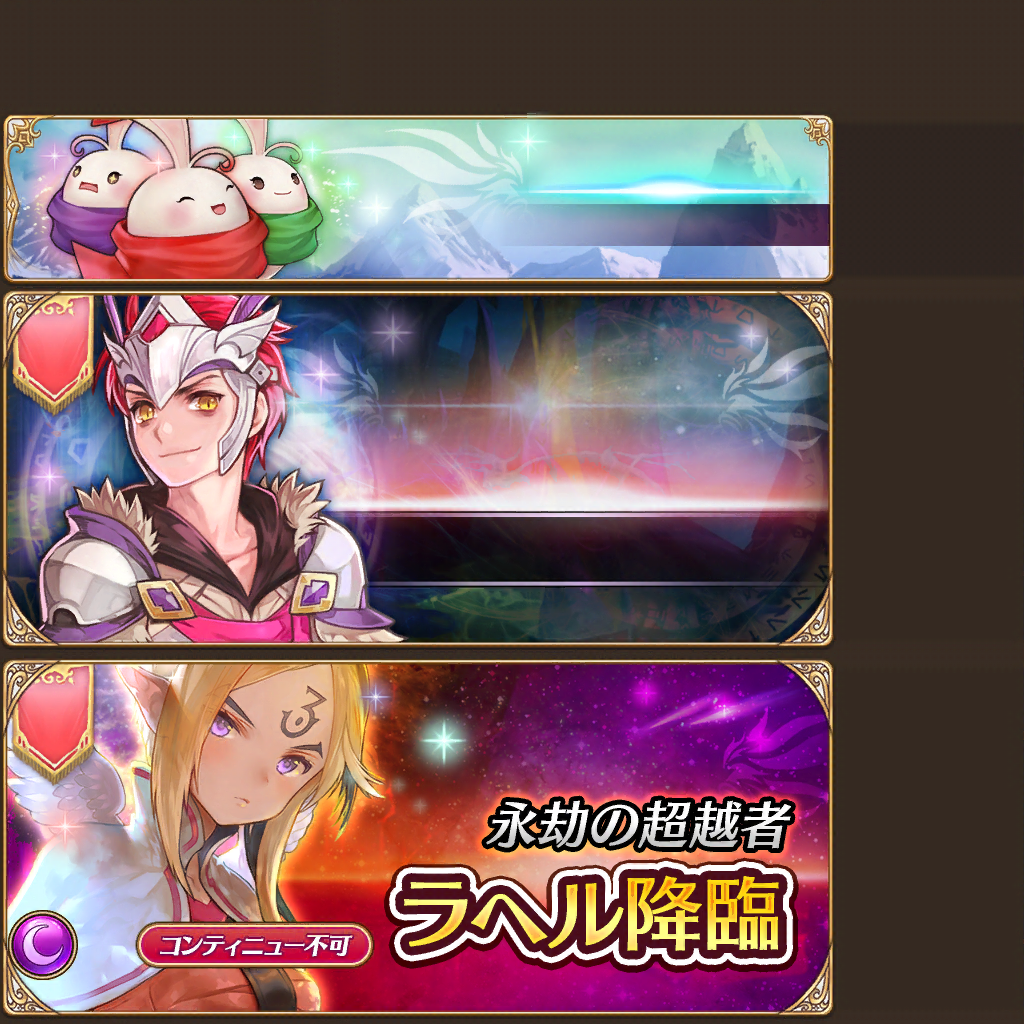 永劫の超越者
ラヘル降臨
コンティニュー不可